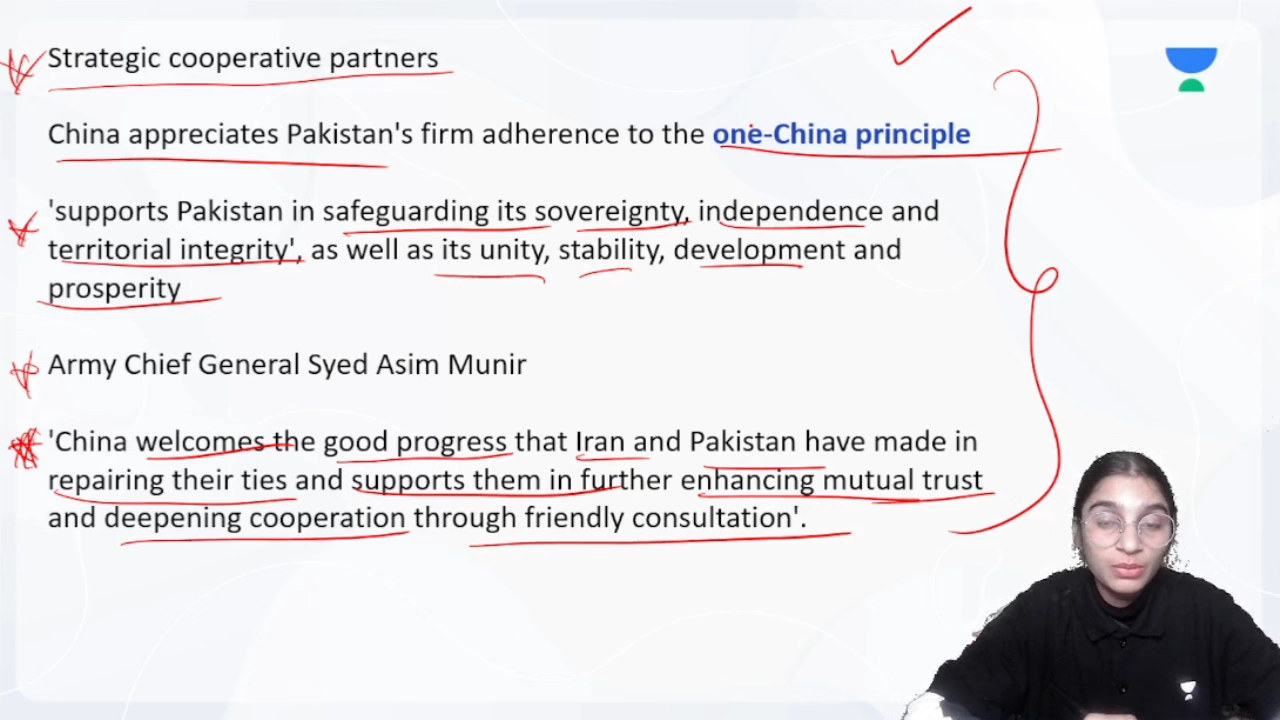 Strategic cooperative partners
China appreciates Pakistan's firm adherence to the one-China principle
'supports Pakistan in safeguarding its sovereignty, independence and
territorial integrity', as well as its unity, stability, development and
prosperity
Army Chief General Syed Asim Munir
'China welcomes the good progress that Iran and Pakistan have made in
repairing their ties and supports them in further enhancing mutual trust
and deepening cooperation through friendly consultation'.